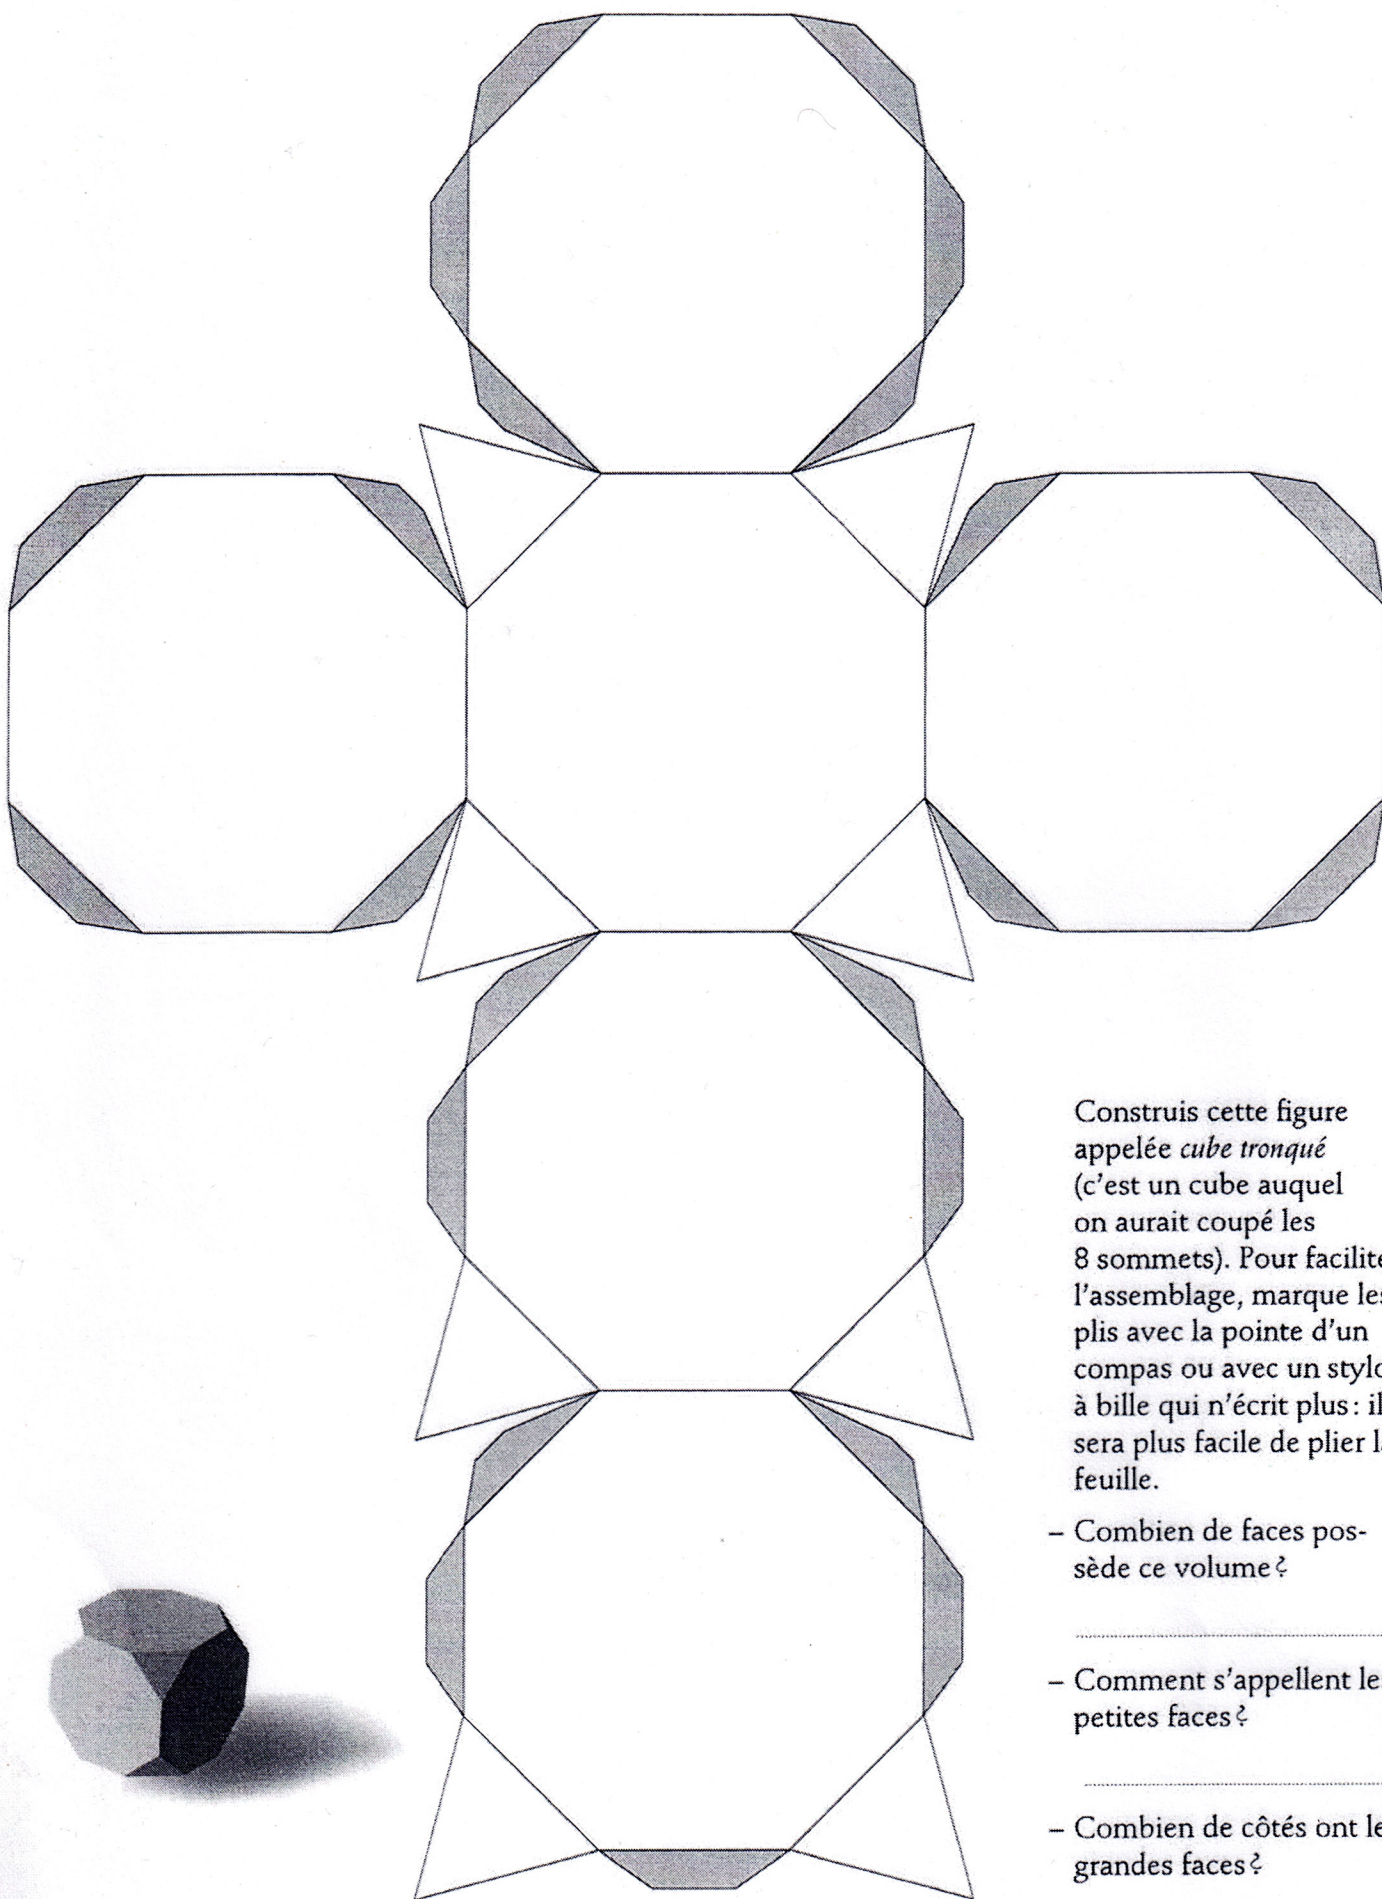 Construis cette figure
appelée cube tronqué
(c'est un cube auquel
on aurait coupé les
8 sommets). Pour facilite
l'assemblage, marque les
plis avec la pointe d'un
compas ou avec un stylo
à bille qui n'écrit plus : il
sera plus facile de plier la
feuille.
– Combien de faces pos-
sède ce volume ?
– Comment s'appellent les
petites faces ?
– Combien de côtés ont le
grandes faces ?